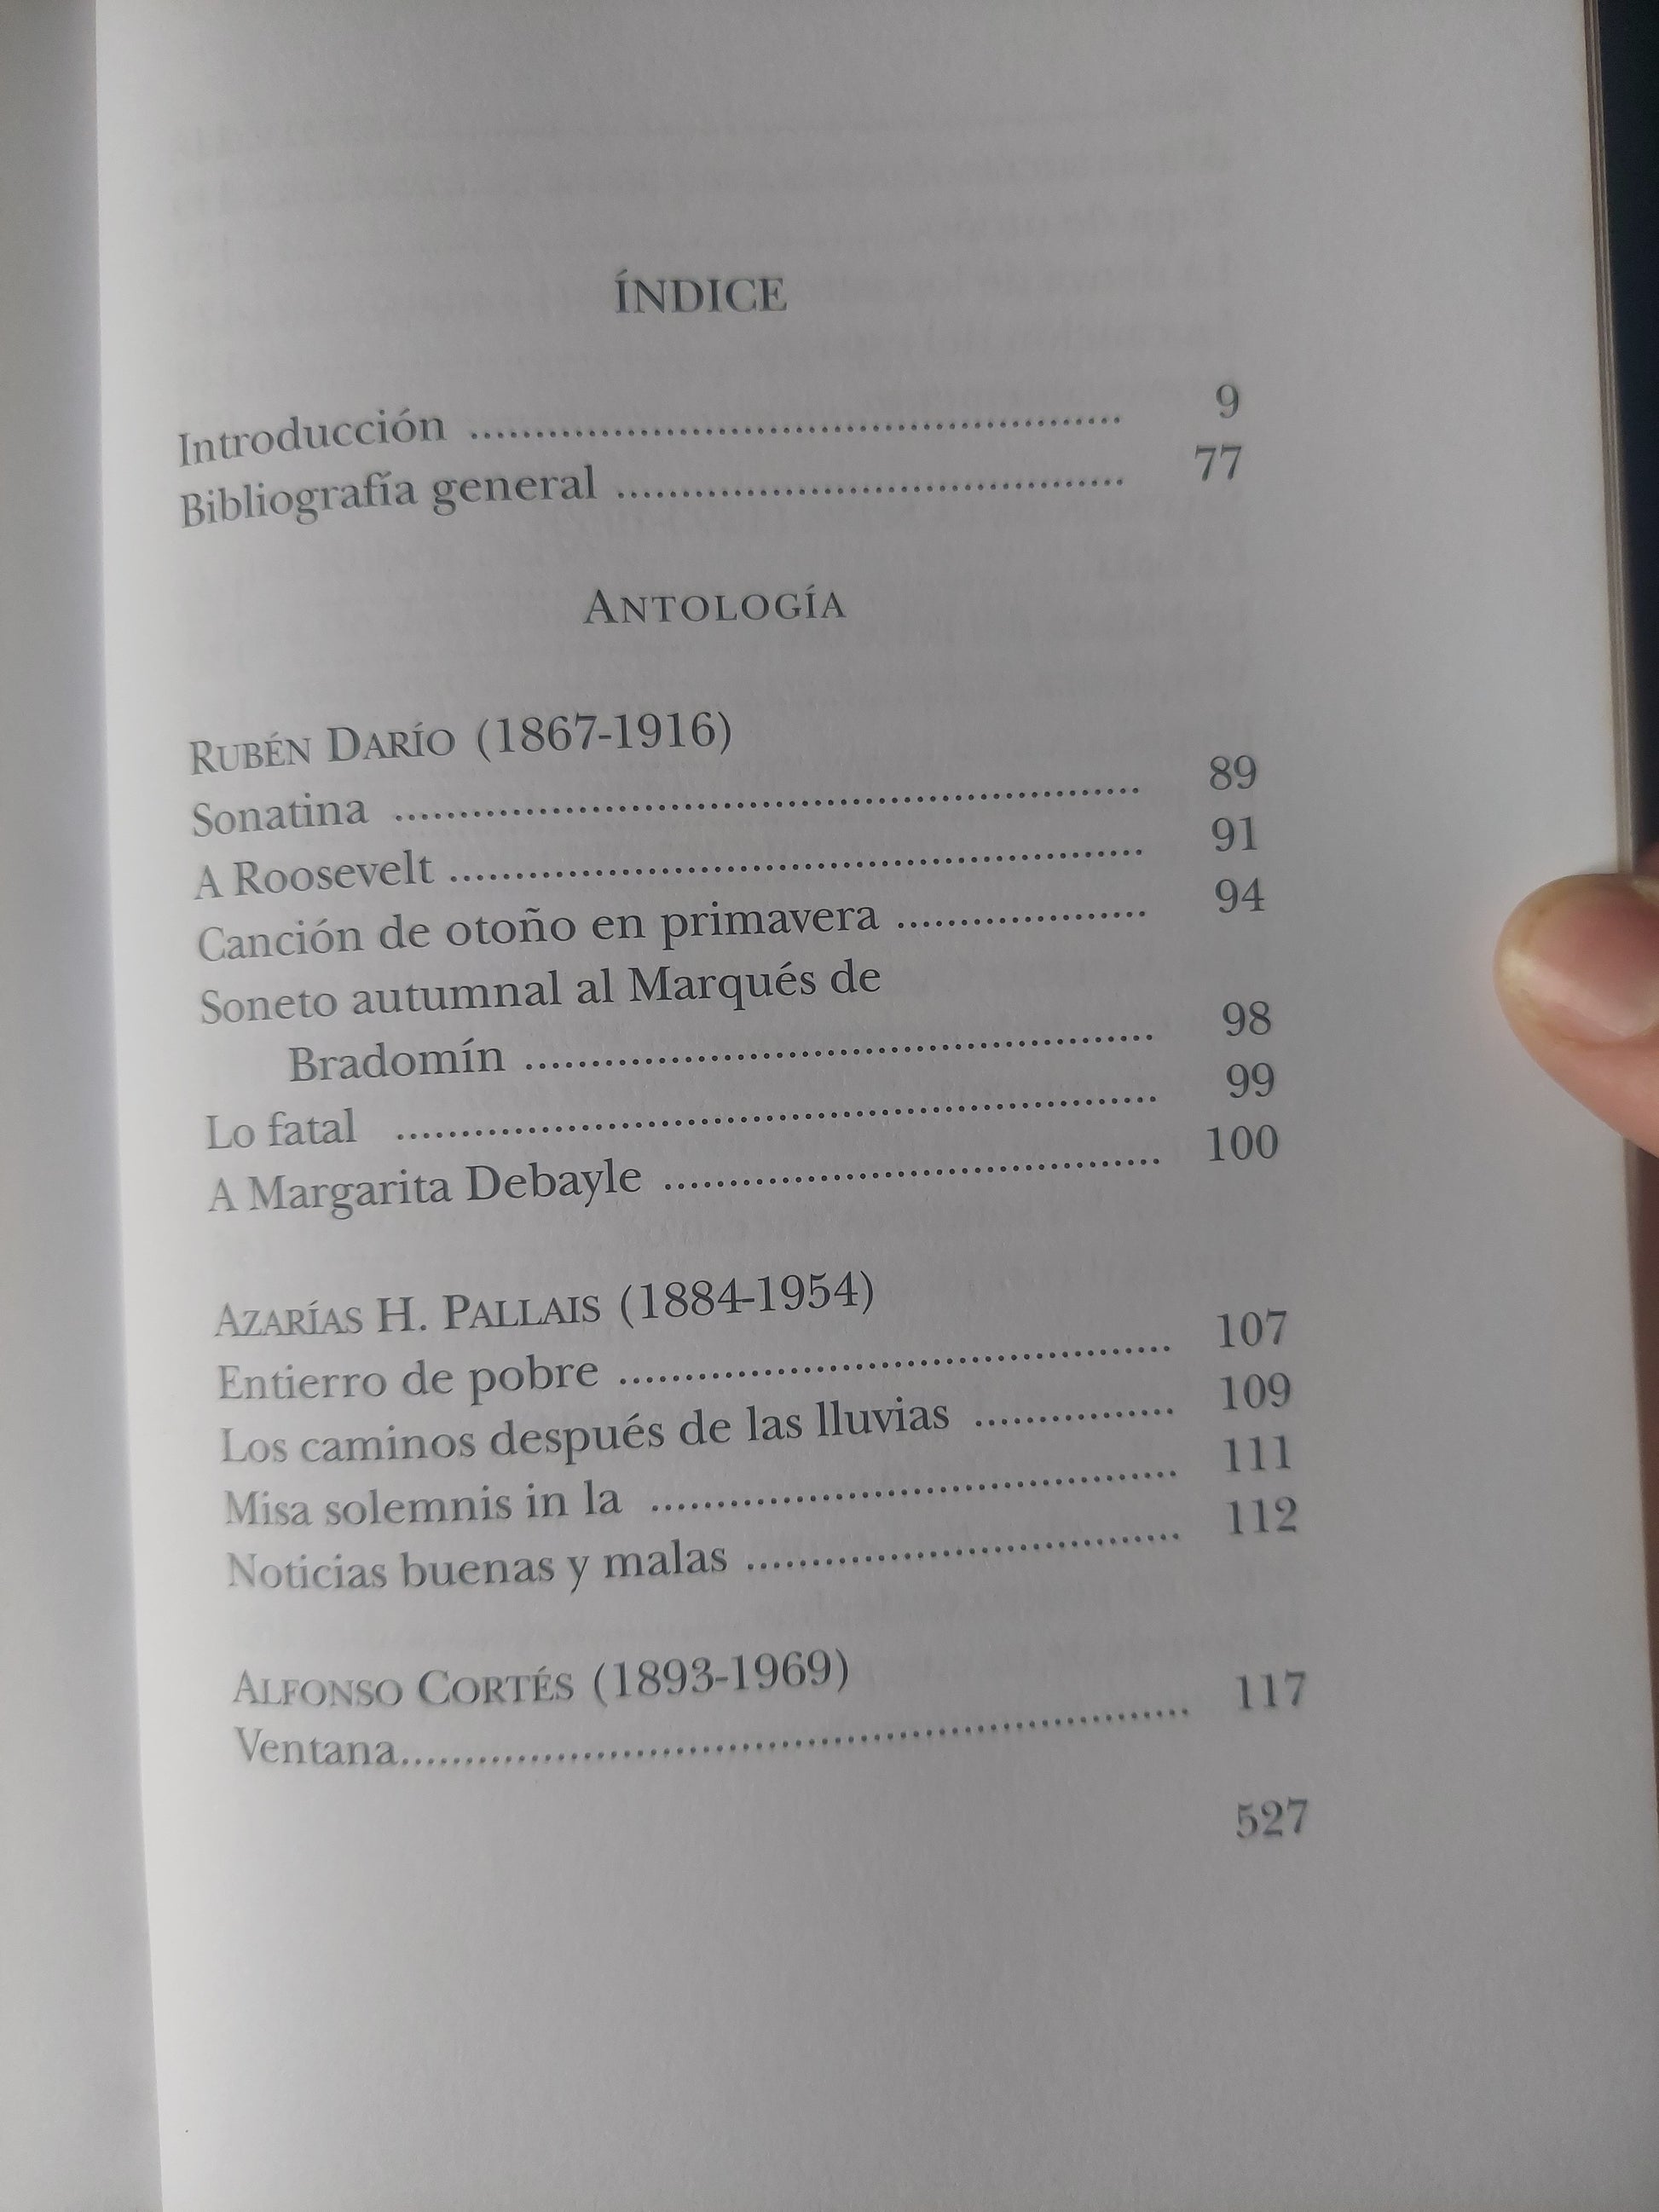 ÍNDICE
Introducción ........................................................ 9
Bibliografía general ........................................... 77
ANTOLOGÍA
RUBÉN DARÍO (1867-1916)
Sonatina ............................................................... 89
A Roosevelt .......................................................... 91
Canción de otoño en primavera ..................... 94
Soneto autumnal al Marqués de
Bradomín ...................................................... 98
Lo fatal ................................................................. 99
A Margarita Debayle .......................................... 100
AZARÍAS H. PALLAIS (1884-1954)
Entierro de pobre ............................................... 107
Los caminos después de las lluvias ................ 109
Misa solemnis in la ............................................. 111
Noticias buenas y malas ..................................... 112
ALFONSO CORTÉS (1893-1969)
Ventana.................................................................... 117
527